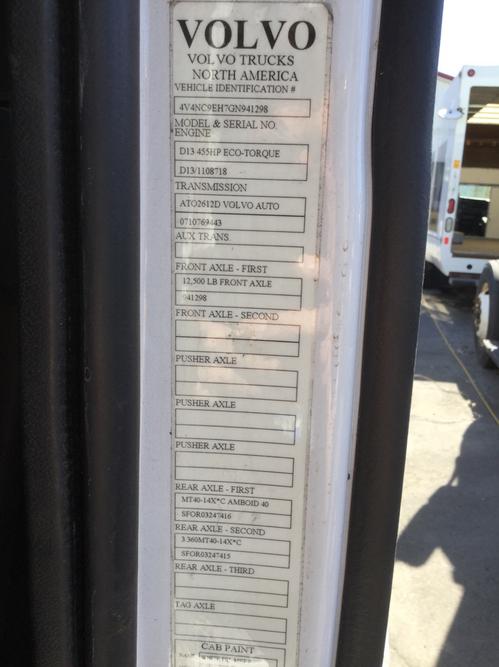 VOLVO
VOLVO TRUCKS
NORTH AMERICA
VEHICLE IDENTIFICATION #
4V4NC9EH7GN941298
MODEL & SERIAL NO.
ENGINE
D13 455HP ECO-TORQUE
D13/1108718
TRANSMISSION
ATO2612D VOLVO AUTO
0710769443
AUX TRANS.
FRONT AXLE - FIRST
12,500 LB FRONT AXLE
941298
FRONT AXLE - SECOND
PUSHER AXLE
PUSHER AXLE
PUSHER AXLE
REAR AXLE - FIRST
MT40-14X*C AMBOID 40
SFOR03247416
REAR AXLE - SECOND
3.360MT40-14X*C
SFOR03247415
REAR AXLE - THIRD
TAG AXLE
CAB PAINT